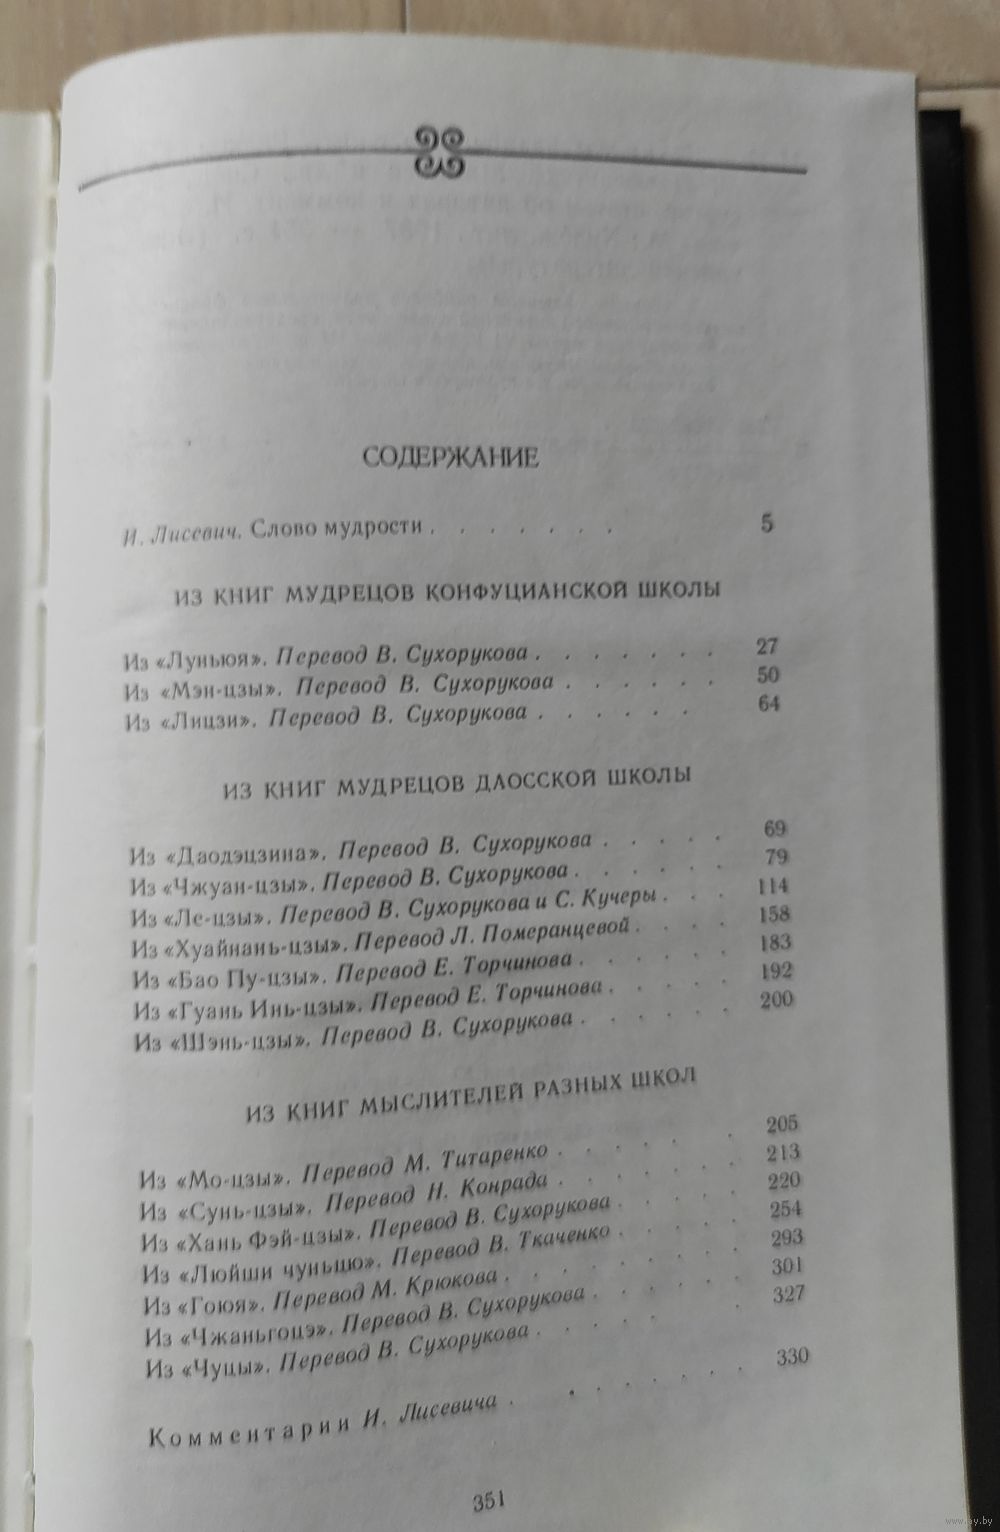 СОДЕРЖАНИЕ
И. Лисевич. Слово мудрости . . . . . . . 5
ИЗ КНИГ МУДРЕЦОВ КОНФУЦИАНСКОЙ ШКОЛЫ
Из «Луньюя». Перевод В. Сухорукова . . . . . . . 27
Из «Мэн-цзы». Перевод В. Сухорукова . . . . . . 50
Из «Лицзи». Перевод В. Сухорукова . . . . . . 64
ИЗ КНИГ МУДРЕЦОВ ДАОССКОЙ ШКОЛЫ
Из «Даодэцзина». Перевод В. Сухорукова . . . . . 69
Из «Чжуан-цзы». Перевод В. Сухорукова . . . . . . 79
Из «Ле-цзы». Перевод В. Сухорукова и С. Кучеры . . . 114
Из «Хуайнань-цзы». Перевод Л. Померанцевой . . . . 158
Из «Бао Пу-цзы». Перевод Е. Торчинова . . . . . . 183
Из «Гуань Инь-цзы». Перевод Е. Торчинова . . . . . 192
Из «Шэнь-цзы». Перевод В. Сухорукова . . . . . . 200
ИЗ КНИГ МЫСЛИТЕЛЕЙ РАЗНЫХ ШКОЛ
Из «Мо-цзы». Перевод М. Титаренко . . . . . . 205
Из «Сунь-цзы». Перевод Н. Конрада . . . . . . . 213
Из «Хань Фэй-цзы». Перевод В. Сухорукова . . . . . 220
Из «Люйши чуньцю». Перевод В. Ткаченко . . . . . 254
Из «Гоюя». Перевод М. Крюкова . . . . . . . . 293
Из «Чжаньгоцэ». Перевод В. Сухорукова . . . . . 301
Из «Чуцы». Перевод В. Сухорукова . . . . . . 327
Комментарии И. Лисевича . . . . . . . . 330
351
www.ay.by